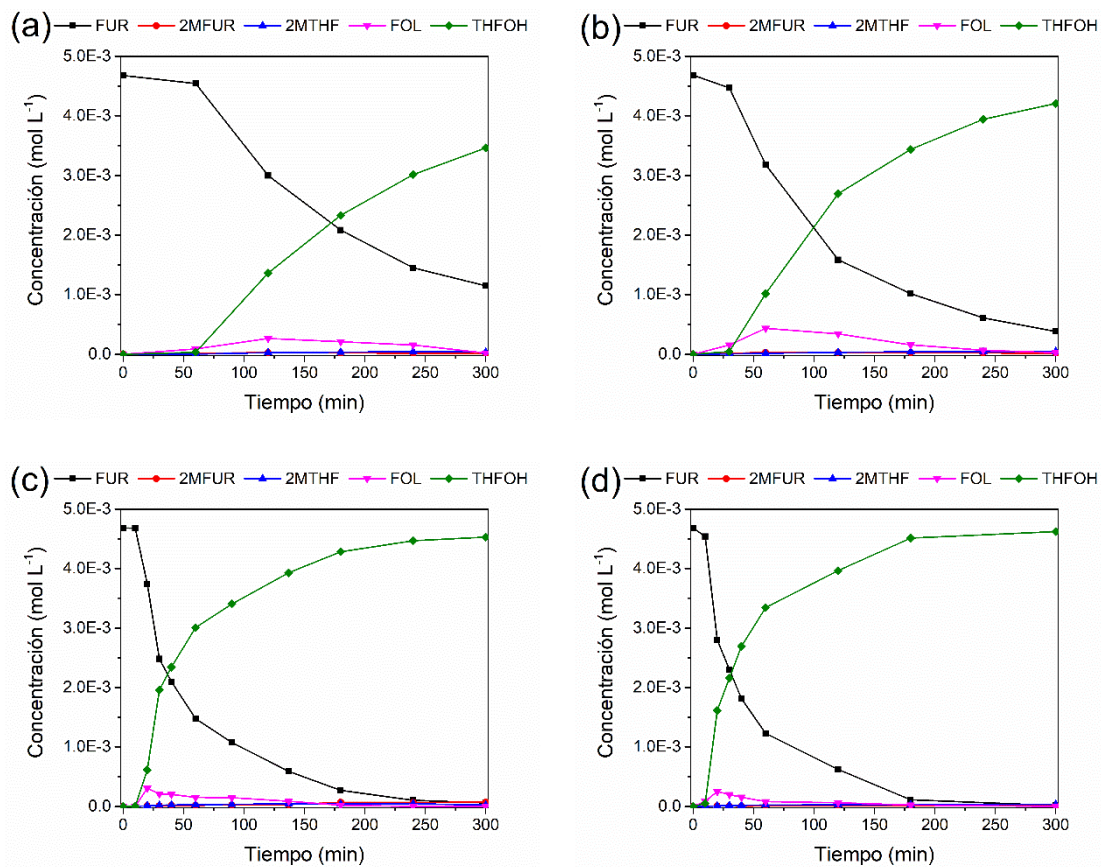 (a) FUR 2MFUR 2MTHF FOL THFOH
5.0E-3
4.0E-3
3.0E-3
2.0E-3
1.0E-3
0.0
Concentración (mol L⁻¹)
0 50 100 150 200 250 300
Tiempo (min)
(b) FUR 2MFUR 2MTHF FOL THFOH
5.0E-3
4.0E-3
3.0E-3
2.0E-3
1.0E-3
0.0
Concentración (mol L⁻¹)
0 50 100 150 200 250 300
Tiempo (min)
(c) FUR 2MFUR 2MTHF FOL THFOH
5.0E-3
4.0E-3
3.0E-3
2.0E-3
1.0E-3
0.0
Concentración (mol L⁻¹)
0 50 100 150 200 250 300
Tiempo (min)
(d) FUR 2MFUR 2MTHF FOL THFOH
5.0E-3
4.0E-3
3.0E-3
2.0E-3
1.0E-3
0.0
Concentración (mol L⁻¹)
0 50 100 150 200 250 300
Tiempo (min)